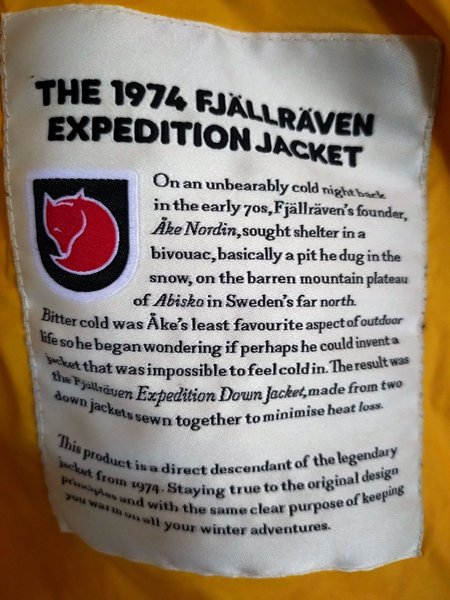 THE 1974 FJÄLLRÄVEN
EXPEDITION JACKET
On an unbearably cold night back
in the early 70s, Fjällräven's founder,
Åke Nordin, sought shelter in a
bivouac, basically a pit he dug in the
snow, on the barren mountain plateau
of Abisko in Sweden's far north.
Bitter cold was Åke's least favourite aspect of outdoor
life so he began wondering if perhaps he could invent a
jacket that was impossible to feel cold in. The result was
the Fjällräven Expedition Down Jacket, made from two
down jackets sewn together to minimise heat loss.
This product is a direct descendant of the legendary
jacket from 1974. Staying true to the original design
principles and with the same clear purpose of keeping
you warm on all your winter adventures.